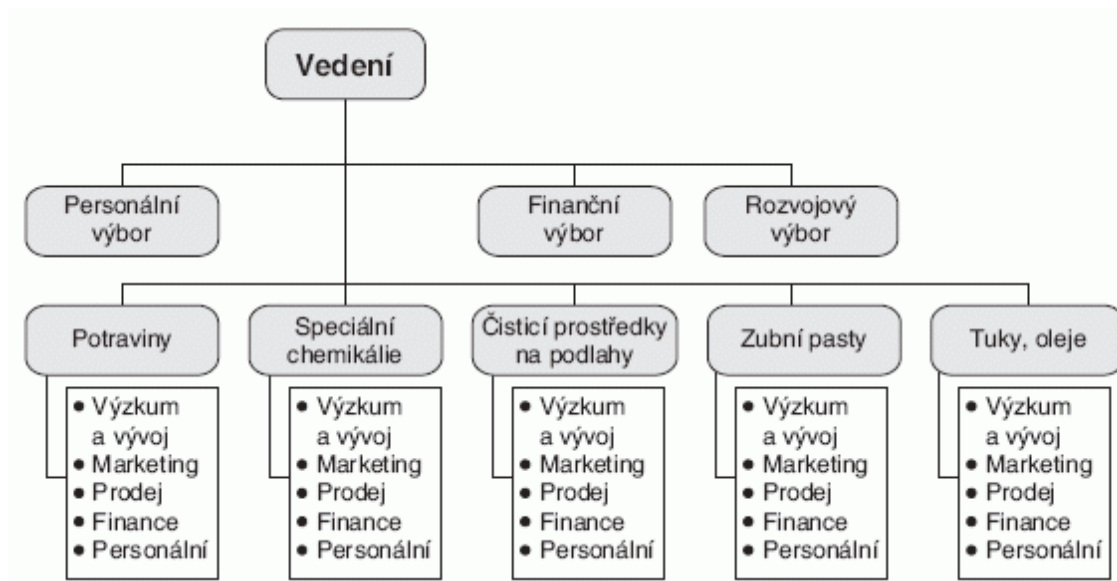 Vedení
Personální
výbor
Finanční
výbor
Rozvojový
výbor
Potraviny
Speciální
chemikálie
Čisticí prostředky
na podlahy
Zubní pasty
Tuky, oleje
• Výzkum
a vývoj
• Marketing
• Prodej
• Finance
• Personální
• Výzkum
a vývoj
• Marketing
• Prodej
• Finance
• Personální
• Výzkum
a vývoj
• Marketing
• Prodej
• Finance
• Personální
• Výzkum
a vývoj
• Marketing
• Prodej
• Finance
• Personální
• Výzkum
a vývoj
• Marketing
• Prodej
• Finance
• Personální